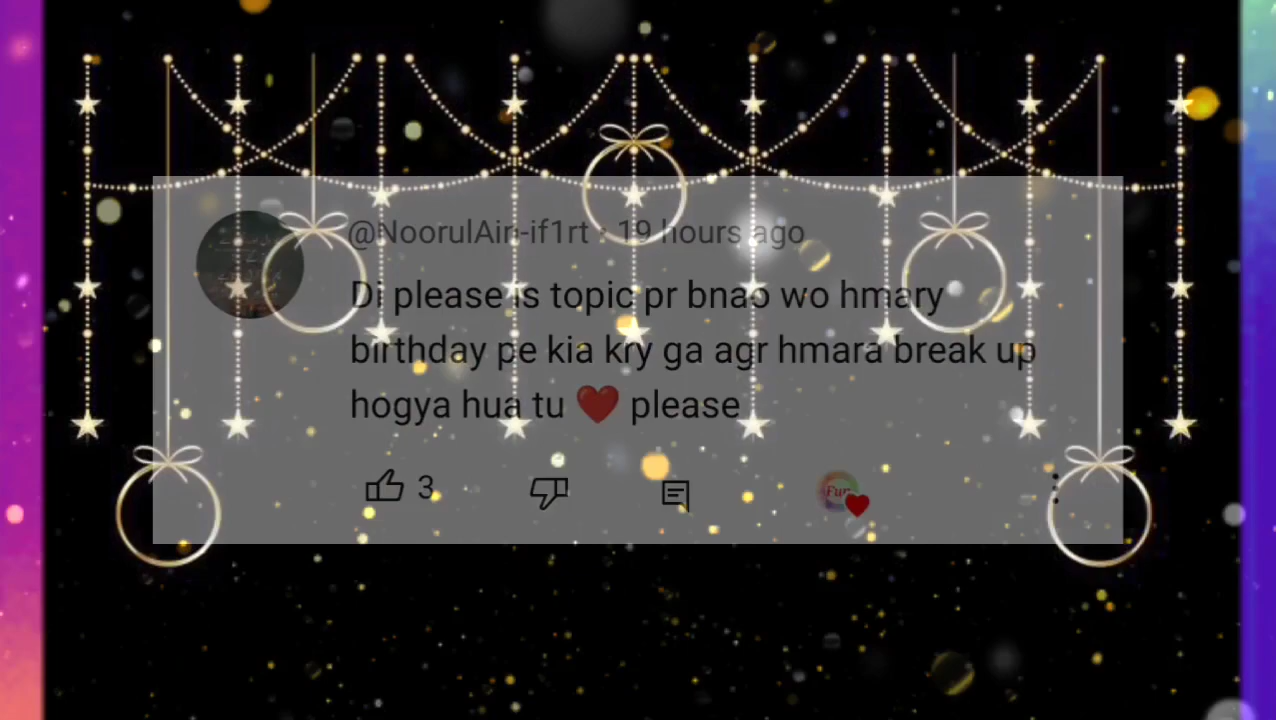 @NoorulAin-if1rt · 19 hours ago
Di please is topic pr bnao wo hmary
birthday pe kia kry ga agr hmara break up
hogya hua tu ❤️ please
3
Fun